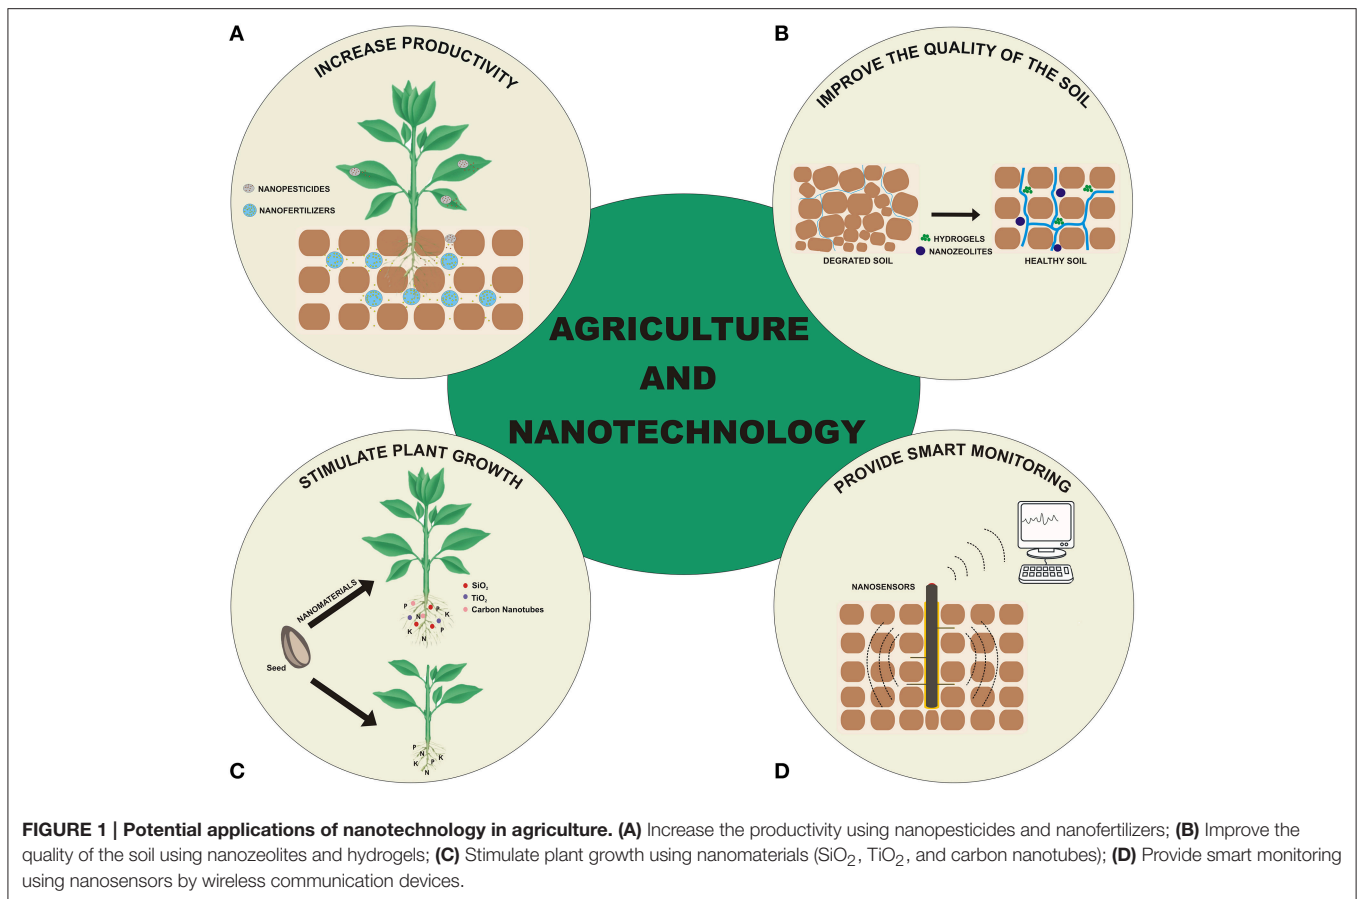 A
INCREASE PRODUCTIVITY
NANOPESTICIDES
NANOFERTILIZERS
B
IMPROVE THE QUALITY OF THE SOIL
HYDROGELS
NANOZEOLITES
DEGRATED SOIL
HEALTHY SOIL
AGRICULTURE
AND
NANOTECHNOLOGY
STIMULATE PLANT GROWTH
NANOMATERIALS
SiO₂
TiO₂
Carbon Nanotubes
P
P
K
N
K
P
N
Seed
P
N
K
P
K
N
C
PROVIDE SMART MONITORING
NANOSENSORS
D
FIGURE 1 | Potential applications of nanotechnology in agriculture. (A) Increase the productivity using nanopesticides and nanofertilizers; (B) Improve the
quality of the soil using nanozeolites and hydrogels; (C) Stimulate plant growth using nanomaterials (SiO₂, TiO₂, and carbon nanotubes); (D) Provide smart monitoring
using nanosensors by wireless communication devices.